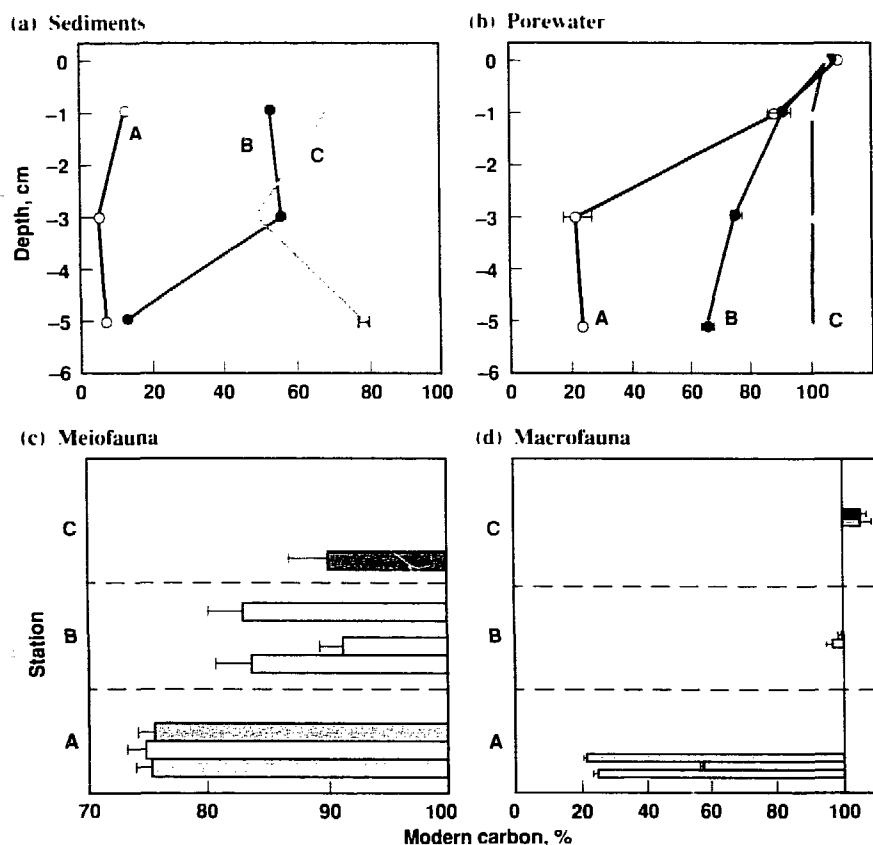 (a) Sediments
(b) Porewater
0
−1
−2
−3
−4
−5
−6
Depth, cm
A
B
C
0 20 40 60 80 100
0
−1
−2
−3
−4
−5
−6
A
B
C
0 20 40 60 80 100
(c) Meiofauna
(d) Macrofauna
Station
C
B
A
70 80 90 100
C
B
A
0 20 40 60 80 100
Modern carbon, %